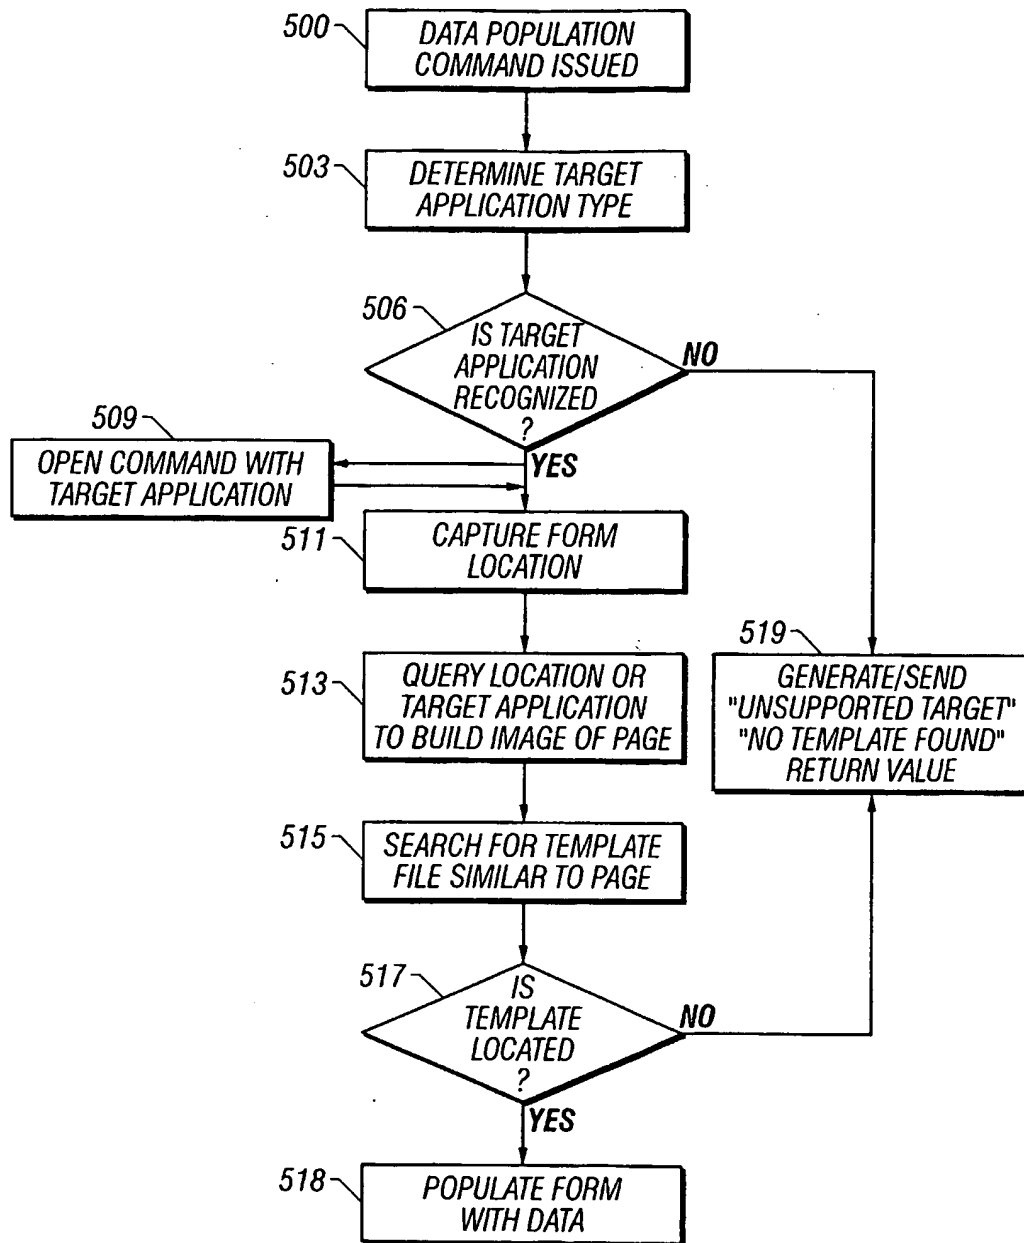 500
DATA POPULATION
COMMAND ISSUED
503
DETERMINE TARGET
APPLICATION TYPE
506
IS TARGET
APPLICATION
RECOGNIZED
?
NO
YES
509
OPEN COMMAND WITH
TARGET APPLICATION
511
CAPTURE FORM
LOCATION
513
QUERY LOCATION OR
TARGET APPLICATION
TO BUILD IMAGE OF PAGE
519
GENERATE/SEND
"UNSUPPORTED TARGET"
"NO TEMPLATE FOUND"
RETURN VALUE
515
SEARCH FOR TEMPLATE
FILE SIMILAR TO PAGE
517
IS
TEMPLATE
LOCATED
?
NO
YES
518
POPULATE FORM
WITH DATA